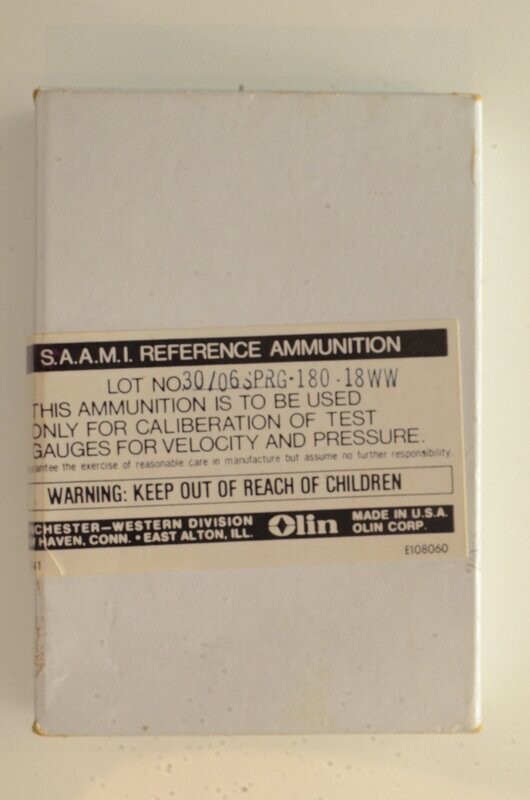 S.A.A.M.I. REFERENCE AMMUNITION
LOT NO30/06SPRG-180-18WW
THIS AMMUNITION IS TO BE USED
ONLY FOR CALIBERATION OF TEST
GAUGES FOR VELOCITY AND PRESSURE.
antee the exercise of reasonable care in manufacture but assume no further responsibility.
WARNING: KEEP OUT OF REACH OF CHILDREN
CHESTER—WESTERN DIVISION
HAVEN, CONN. • EAST ALTON, ILL.
Olin
MADE IN U.S.A.
OLIN CORP.
41
E108060